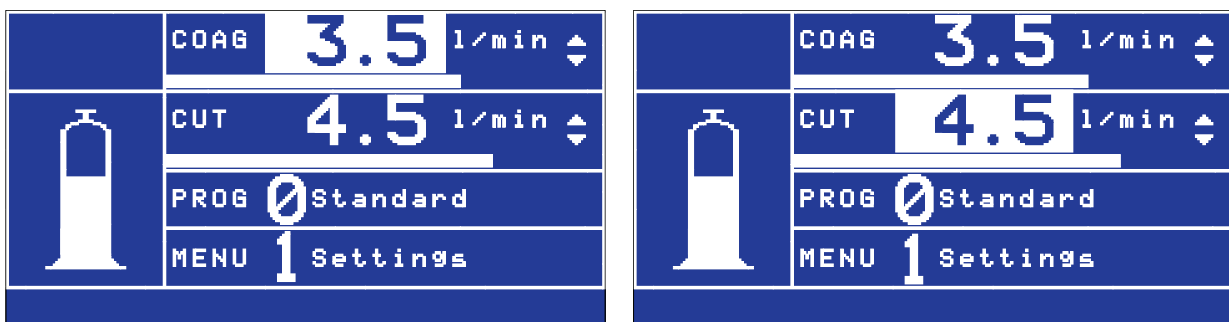 COAG 3.5 l/min
CUT 4.5 l/min
PROG 0 Standard
MENU 1 Settings
COAG 3.5 l/min
CUT 4.5 l/min
PROG 0 Standard
MENU 1 Settings